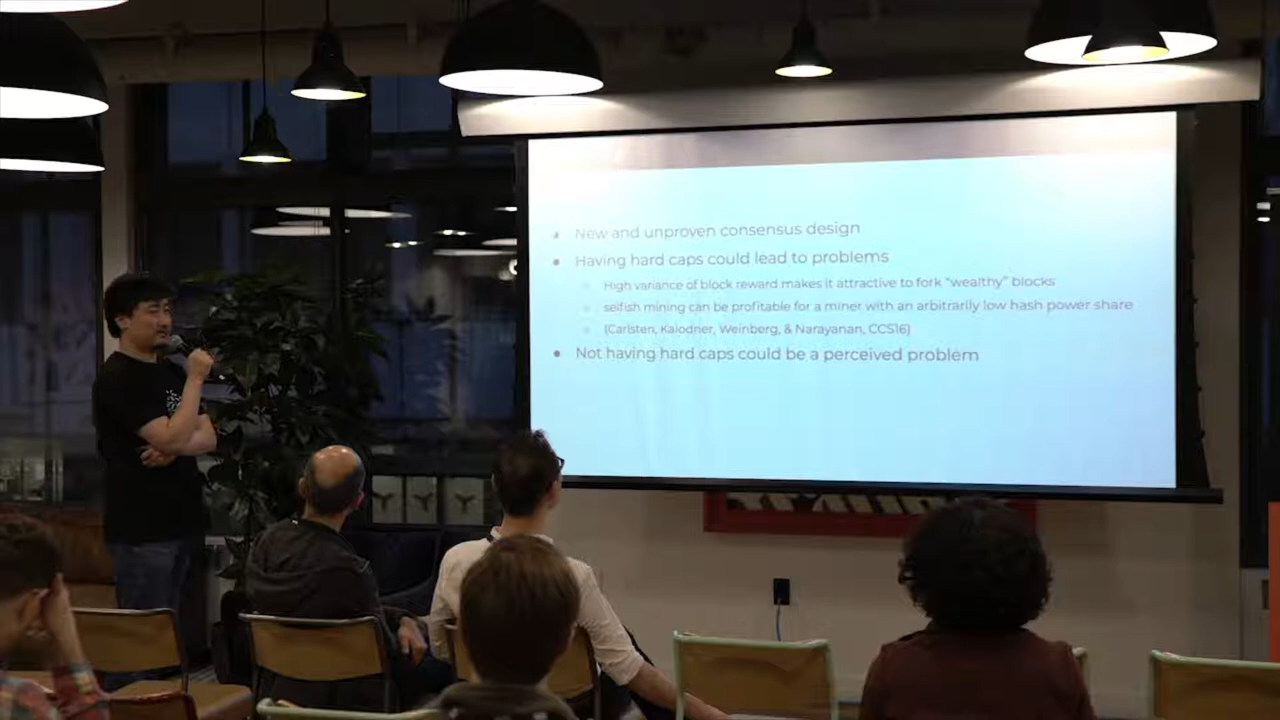 New and unproven consensus design
Having hard caps could lead to problems
High variance of block reward makes it attractive to fork "wealthy" blocks
selfish mining can be profitable for a miner with an arbitrarily low hash power share
(Carlsten, Kalodner, Weinberg, & Narayanan, CCS16)
Not having hard caps could be a perceived problem